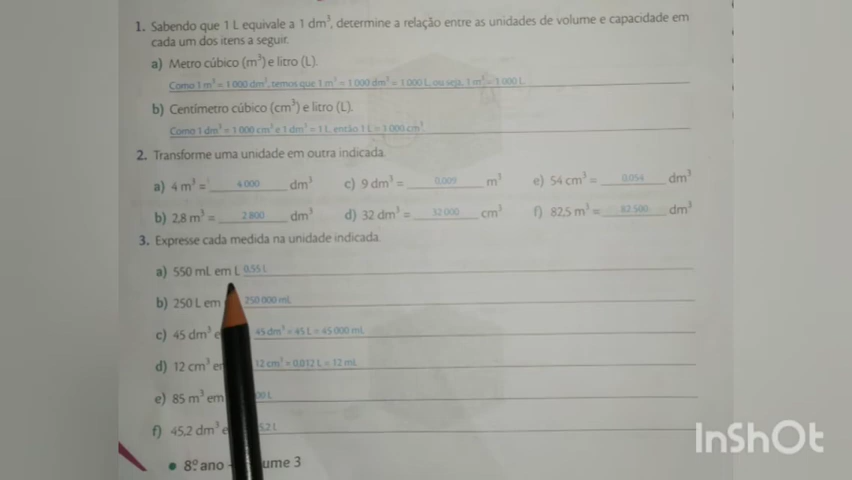 1. Sabendo que 1 L equivale a 1 dm³, determine a relação entre as unidades de volume e capacidade em
cada um dos itens a seguir.
a) Metro cúbico (m³) e litro (L).
Como 1 m³ = 1 000 dm³, temos que 1 m³ = 1 000 dm³ = 1 000 L, ou seja, 1 m³ = 1 000 L.
b) Centímetro cúbico (cm³) e litro (L).
Como 1 dm³ = 1 000 cm³ e 1 dm³ = 1 L, então 1 L = 1 000 cm³.
2. Transforme uma unidade em outra indicada.
a) 4 m³ = 4 000 dm³ c) 9 dm³ = 0,009 m³ e) 54 cm³ = 0,054 dm³
b) 2,8 m³ = 2 800 dm³ d) 32 dm³ = 32 000 cm³ f) 82,5 m³ = 82 500 dm³
3. Expresse cada medida na unidade indicada.
a) 550 mL em L 0,55 L
b) 250 L em 250 000 mL
c) 45 dm³ e 45 dm³ = 45 L = 45 000 mL
d) 12 cm³ em 12 cm³ = 0,012 L = 12 mL
e) 85 m³ em 00 L
f) 45,2 dm³ e 5,2 L
• 8º ano - ume 3
InShOt